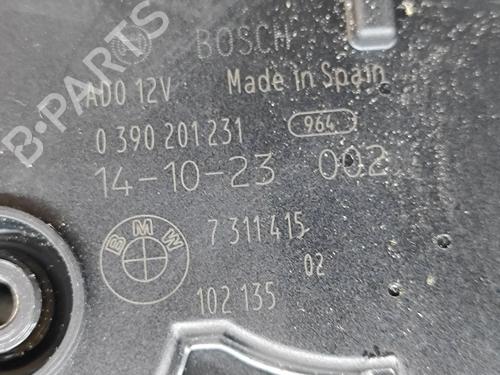 BOSCH
ADO 12V Made in Spain
0 390 201 231 964
14-10-23 002
BMW 7 311 415
02
102 135
B-PARTS